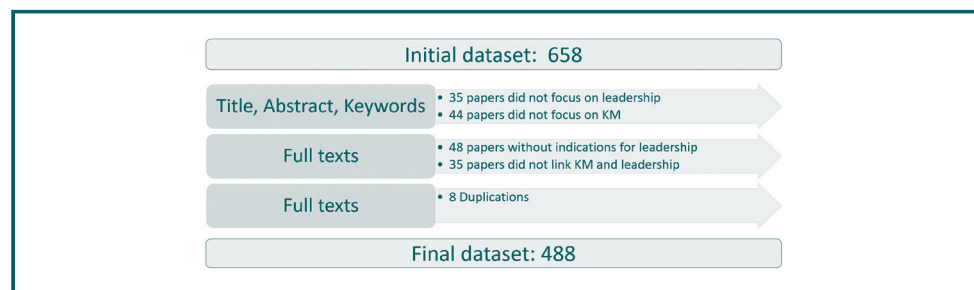 Initial dataset: 658
Title, Abstract, Keywords
• 35 papers did not focus on leadership
• 44 papers did not focus on KM
Full texts
• 48 papers without indications for leadership
• 35 papers did not link KM and leadership
Full texts
• 8 Duplications
Final dataset: 488